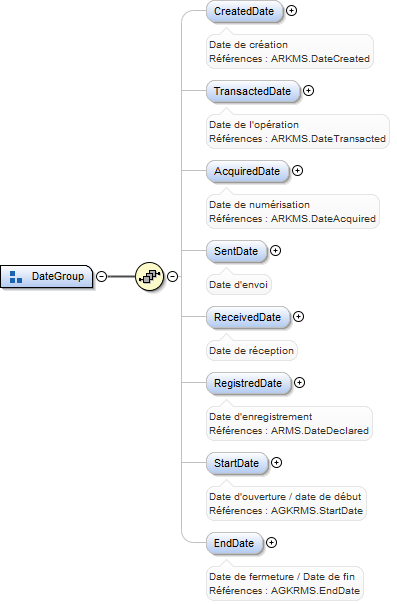 CreatedDate
Date de création
Références : ARKMS.DateCreated
TransactedDate
Date de l'opération
Références : ARKMS.DateTransacted
AcquiredDate
Date de numérisation
Références : ARKMS.DateAcquired
DateGroup
SentDate
Date d'envoi
ReceivedDate
Date de réception
RegistredDate
Date d'enregistrement
Références : ARMS.DateDeclared
StartDate
Date d'ouverture / date de début
Références : AGKRMS.StartDate
EndDate
Date de fermeture / Date de fin
Références : AGKRMS.EndDate